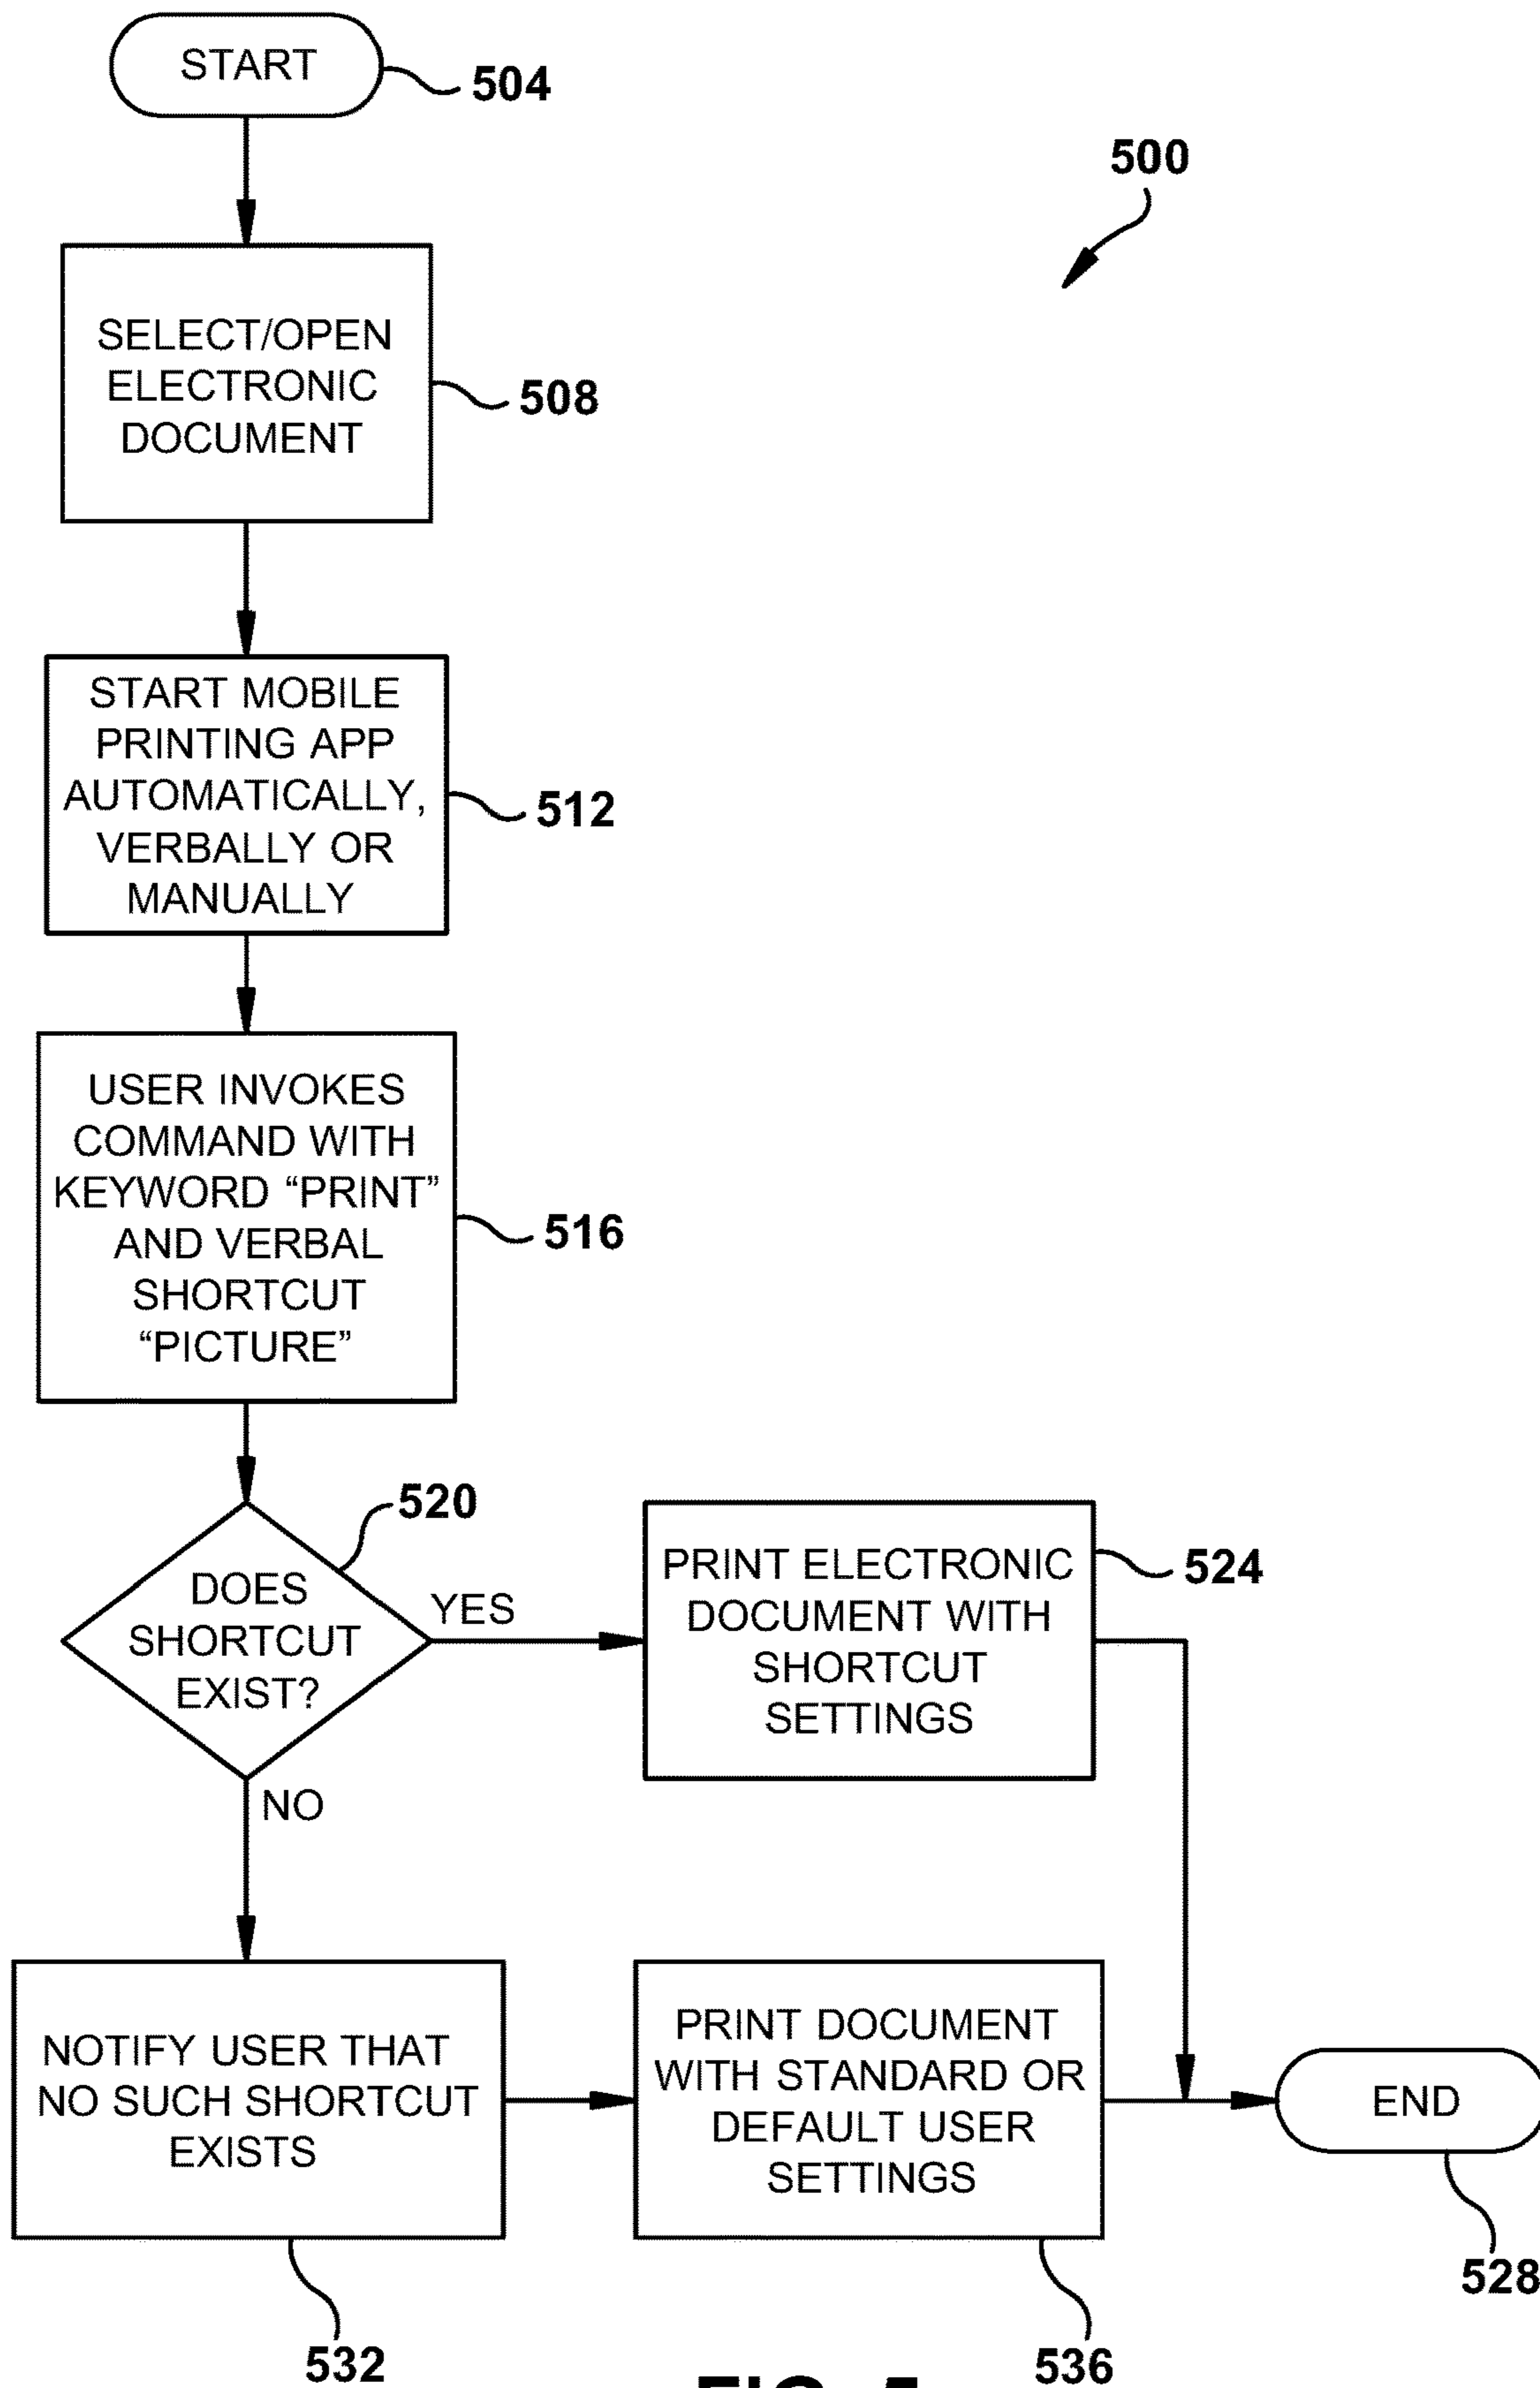 START
504
500
SELECT/OPEN
ELECTRONIC
DOCUMENT
508
START MOBILE
PRINTING APP
AUTOMATICALLY,
VERBALLY OR
MANUALLY
512
USER INVOKES
COMMAND WITH
KEYWORD “PRINT”
AND VERBAL
SHORTCUT
“PICTURE”
516
520
DOES
SHORTCUT
EXIST?
YES
NO
PRINT ELECTRONIC
DOCUMENT WITH
SHORTCUT
SETTINGS
524
NOTIFY USER THAT
NO SUCH SHORTCUT
EXISTS
532
PRINT DOCUMENT
WITH STANDARD OR
DEFAULT USER
SETTINGS
536
END
528